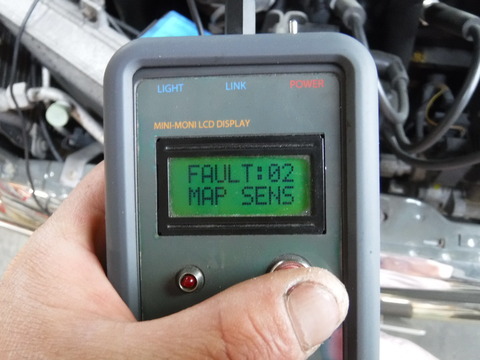 LIGHT LINK POWER
MINI-MONI LCD DISPLAY
FAULT:02
MAP SENS